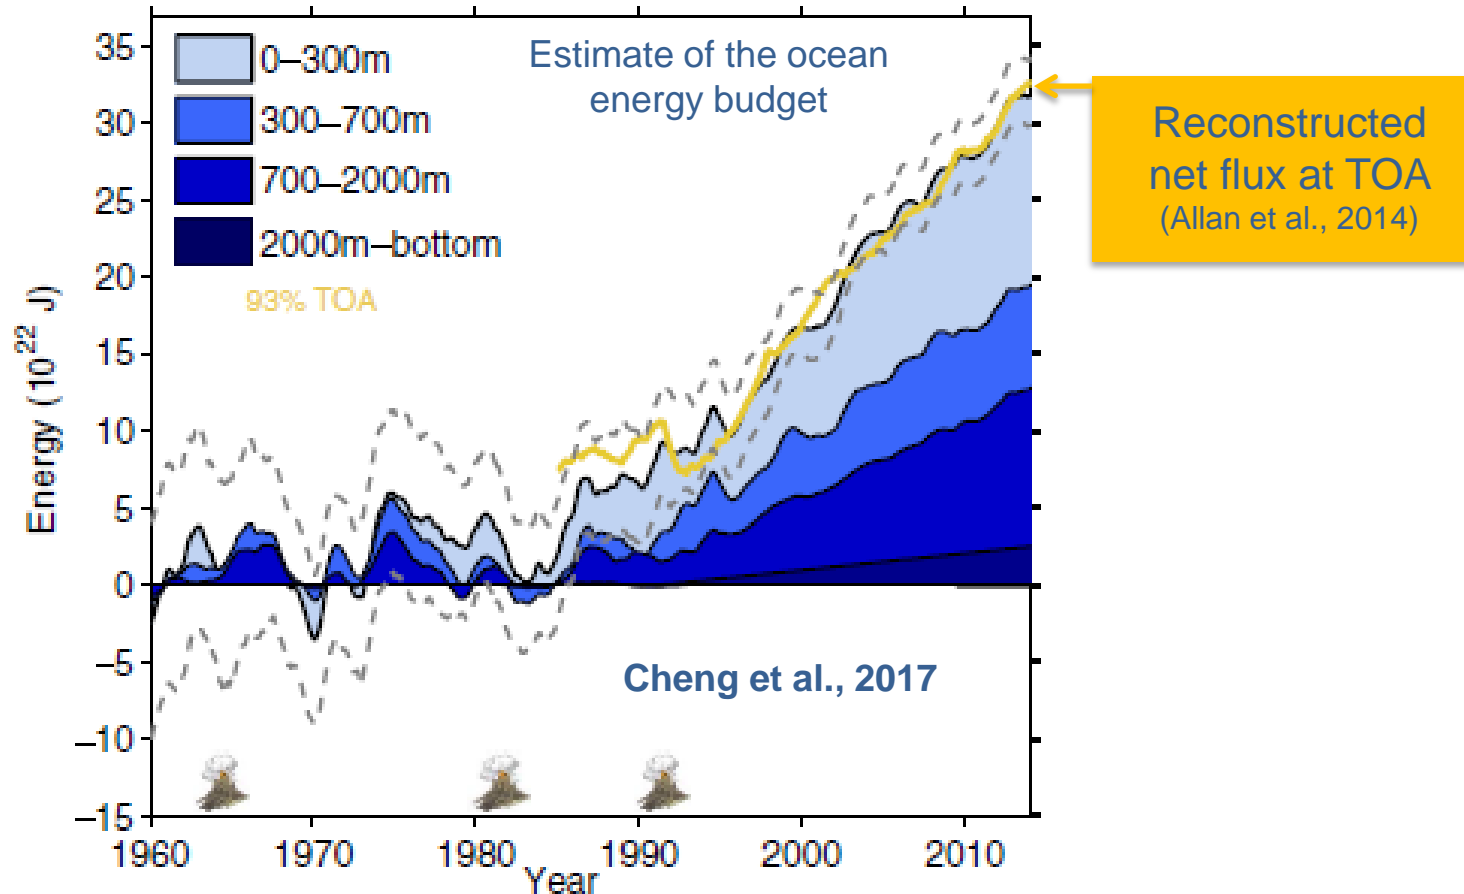 Estimate of the ocean
energy budget
0–300m
300–700m
700–2000m
2000m–bottom
93% TOA
Reconstructed
net flux at TOA
(Allan et al., 2014)
Energy (10²² J)
35
30
25
20
15
10
5
0
−5
−10
−15
Cheng et al., 2017
1960 1970 1980 1990 2000 2010
Year